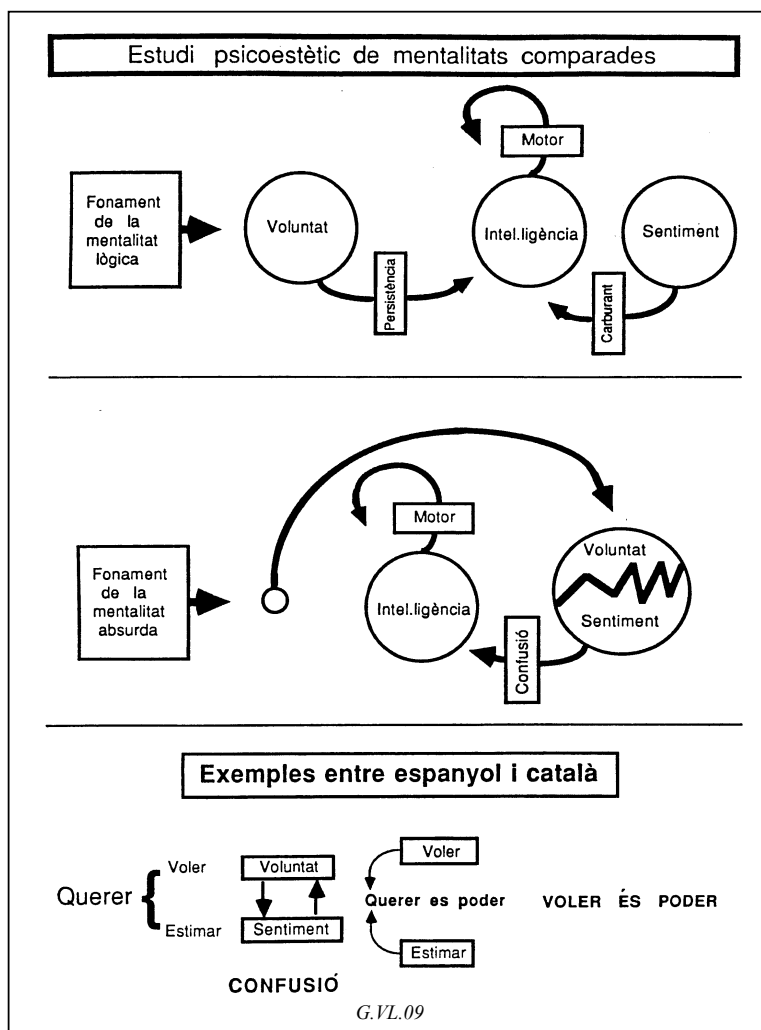 Estudi psicoestètic de mentalitats comparades
Motor
Fonament
de la
mentalitat
lògica
Voluntat
Persistència
Intel.ligència
Sentiment
Carburant
Motor
Fonament
de la
mentalitat
absurda
Intel.ligència
Voluntat
Sentiment
Confusió
Exemples entre espanyol i català
Querer
Voler
Estimar
Voluntat
Sentiment
CONFUSIÓ
Voler
Querer es poder
Estimar
VOLER ÉS PODER
G.VL.09